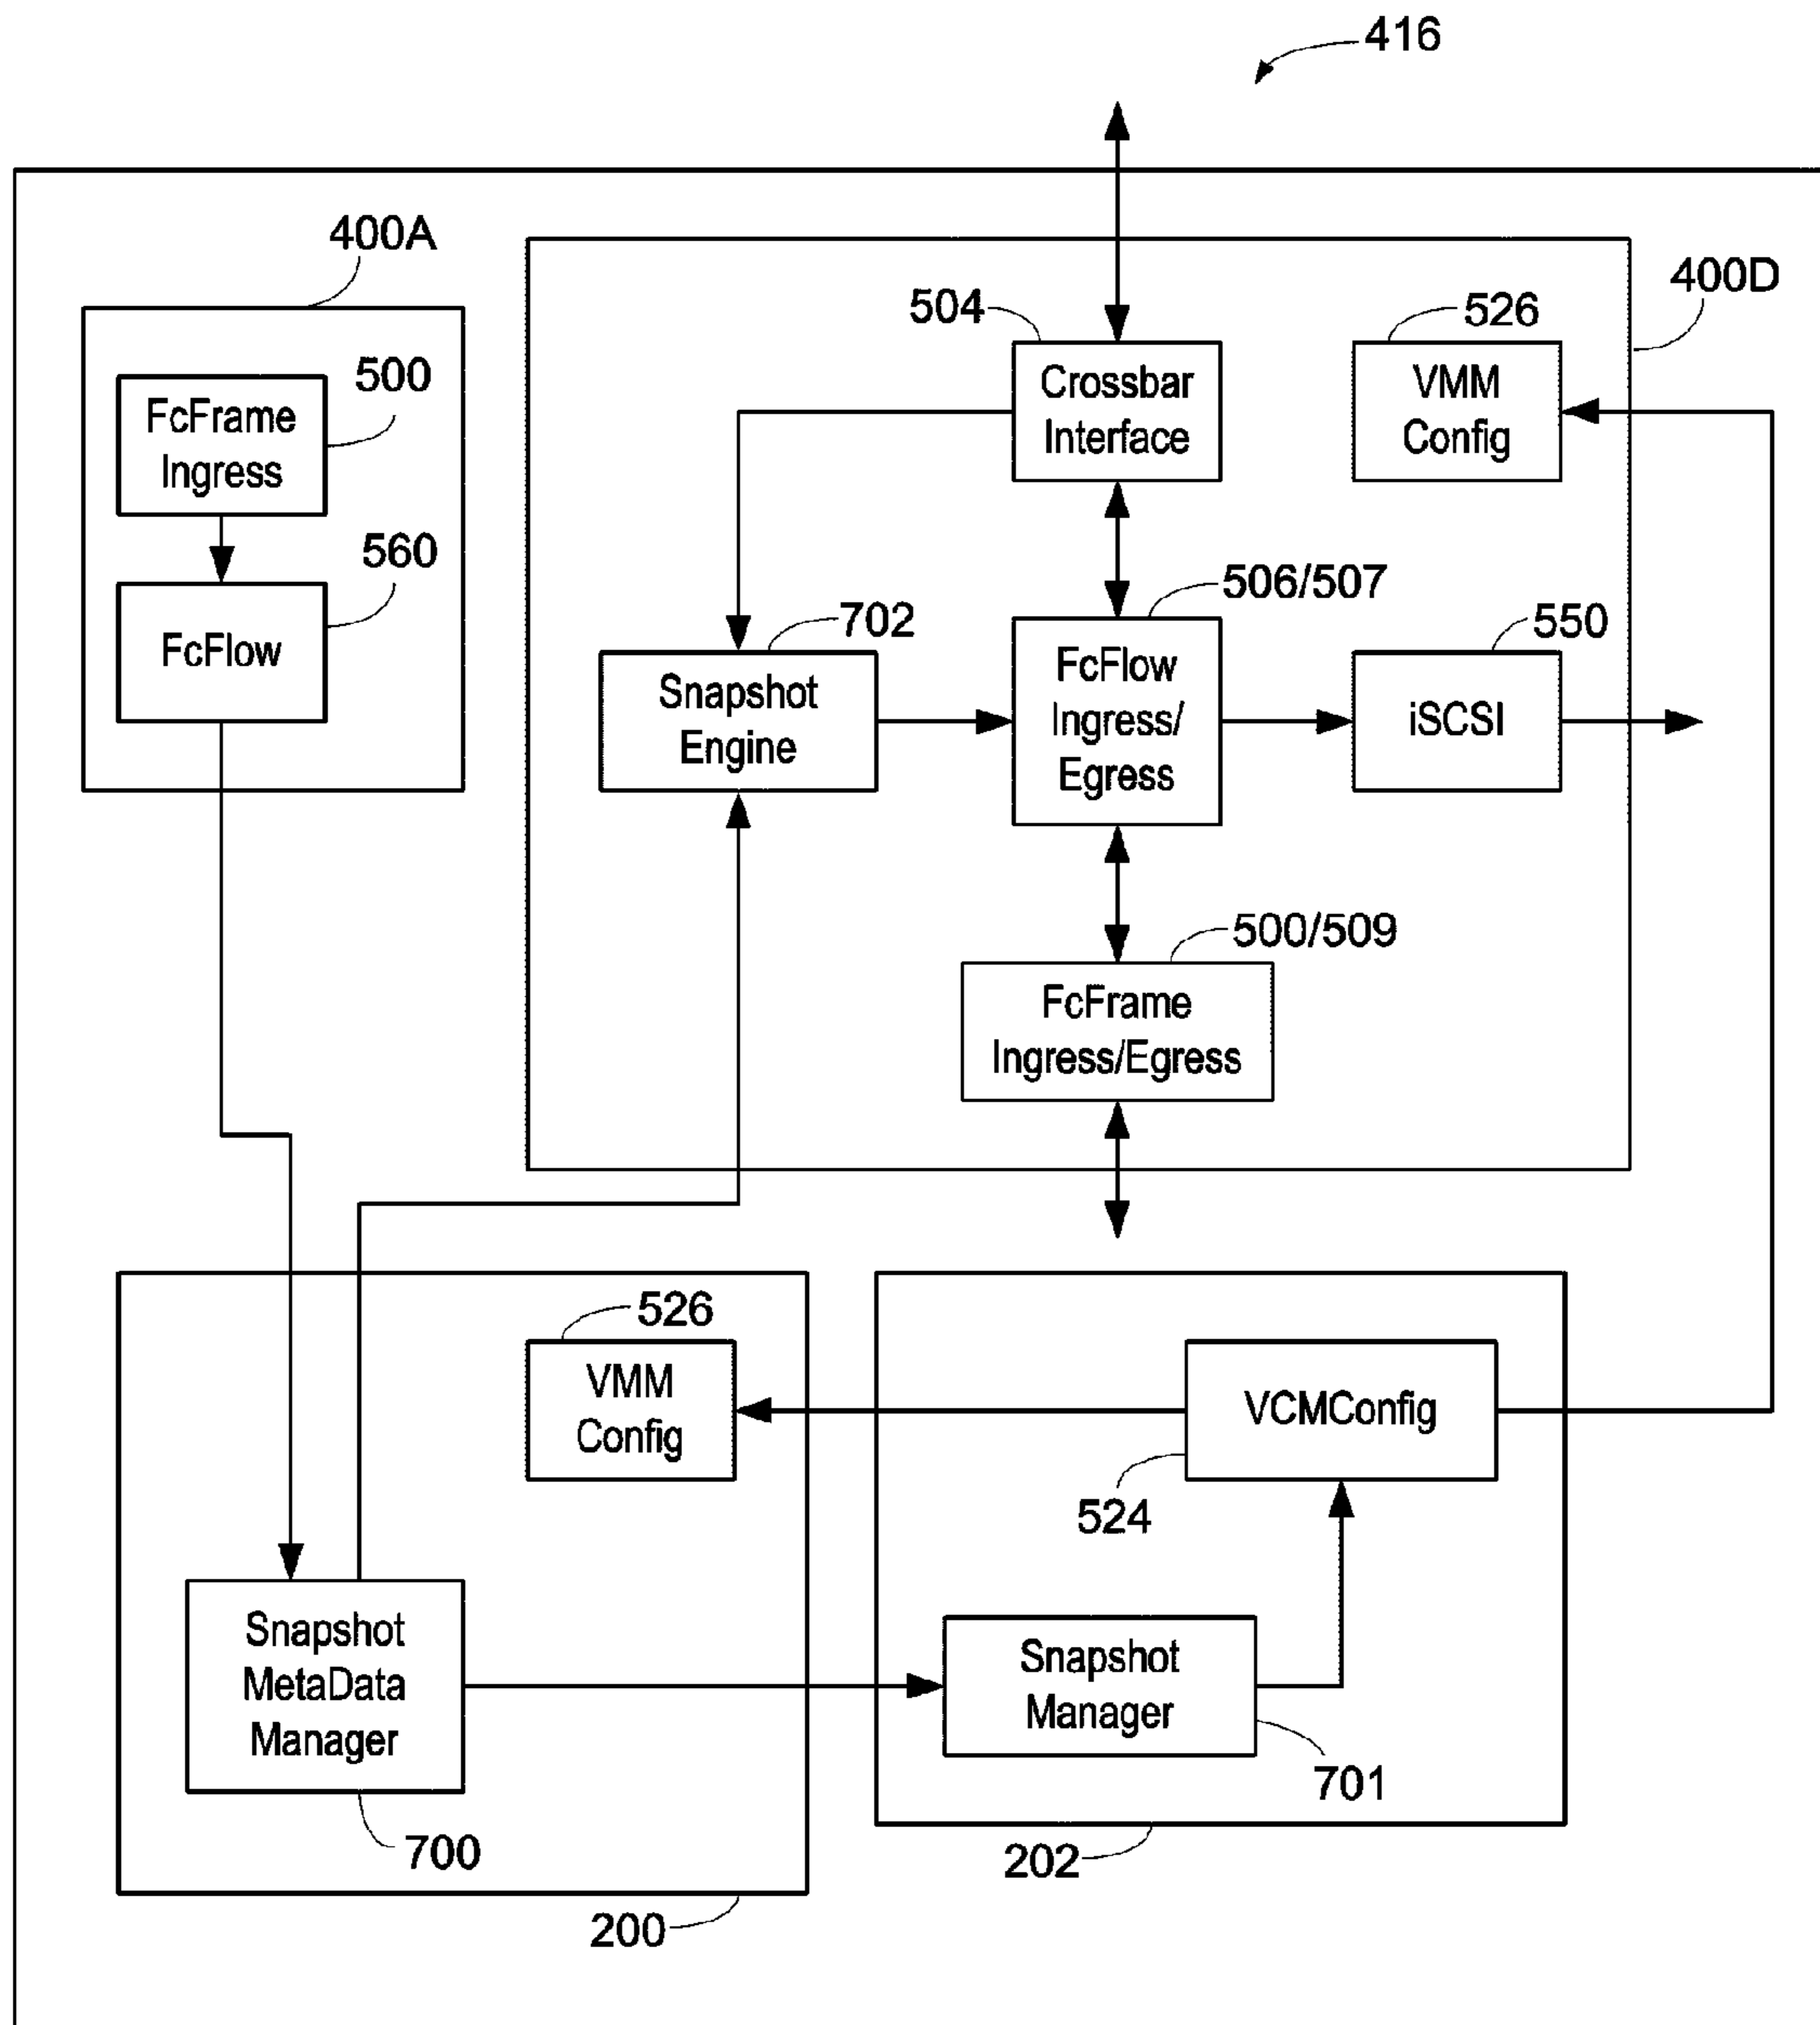 416
400A
400D
504
526
500
FcFrame
Ingress
Crossbar
Interface
VMM
Config
560
FcFlow
506/507
702
550
Snapshot
Engine
FcFlow
Ingress/
Egress
iSCSI
500/509
FcFrame
Ingress/Egress
526
VMM
Config
VCMConfig
524
Snapshot
MetaData
Manager
Snapshot
Manager
701
700
202
200